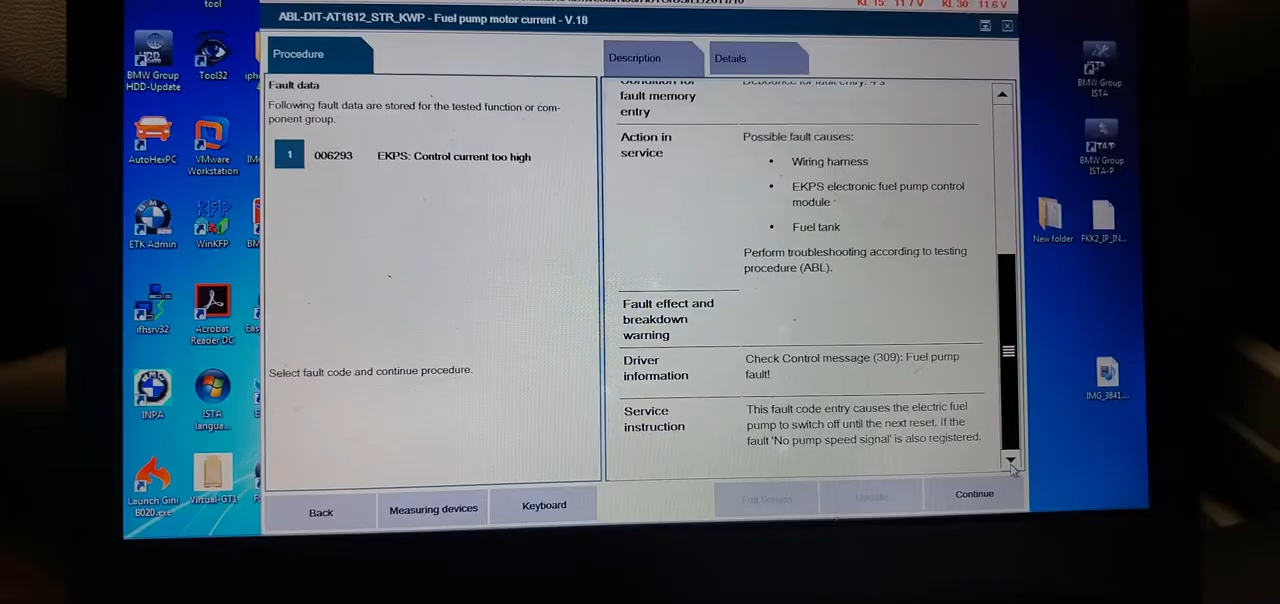 tool
KL 15: 11.7 V KL 30: 11.6 V
ABL-DIT-AT1612_STR_KWP - Fuel pump motor current - V.18
Procedure
Description
Details
Fault data
Following fault data are stored for the tested function or com-
ponent group.
1 006293 EKPS: Control current too high
Select fault code and continue procedure.
fault memory
entry
Action in
service
Possible fault causes:
• Wiring harness
• EKPS electronic fuel pump control
module
• Fuel tank
Perform troubleshooting according to testing
procedure (ABL).
Fault effect and
breakdown
warning
Driver
information
Check Control message (309): Fuel pump
fault!
Service
instruction
This fault code entry causes the electric fuel
pump to switch off until the next reset. If the
fault 'No pump speed signal' is also registered.
Back
Measuring devices
Keyboard
Full Screen
Update
Continue
BMW Group
HDD-Update
Tool32
AutoHexPC
VMware
Workstation
ETK Admin
WinKFP
ifhsrv32
Acrobat
Reader DC
INPA
ISTA
langua...
Launch Gini
B020.exe
Virtual-GT1
BMW Group
ISTA
BMW Group
ISTA-P
New folder
FKK2_IP_IN...
IMG_3841....